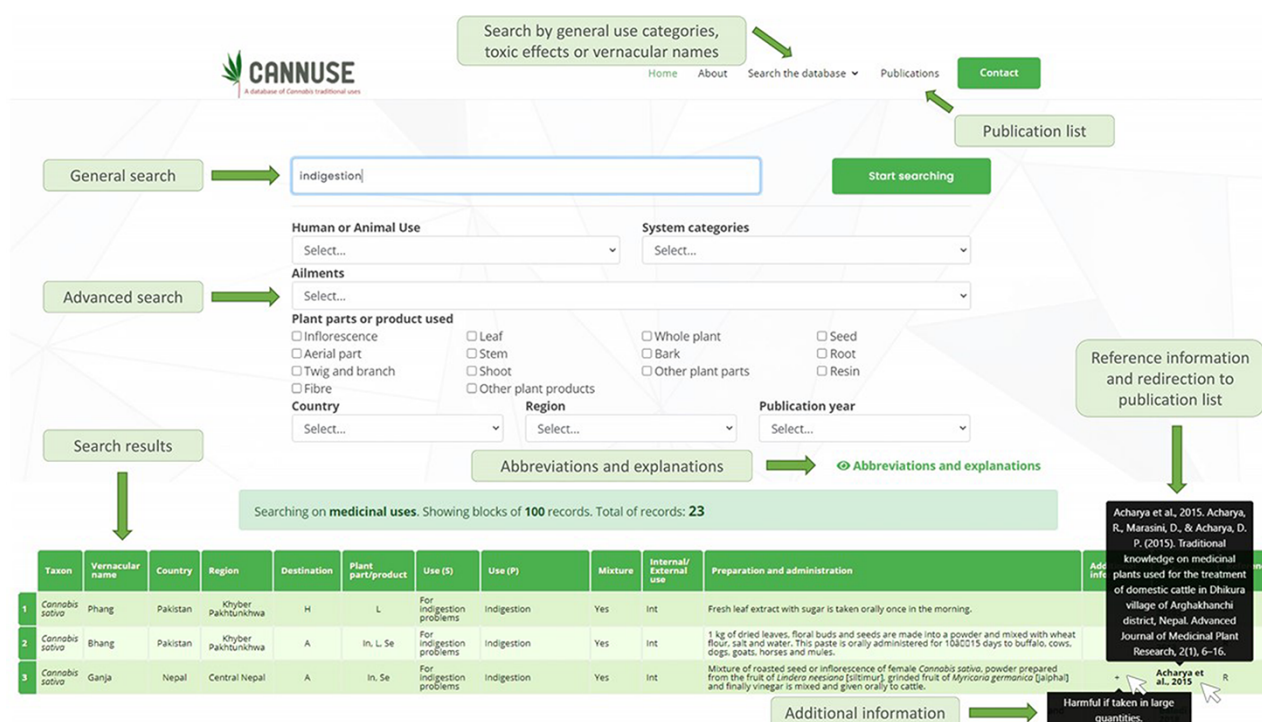 Search by general use categories,
toxic effects or vernacular names
CANNUSE
A database of Cannabis traditional uses
Home About Search the database Publications Contact
Publication list
General search
indigestion
Start searching
Human or Animal Use System categories
Select... Select...
Ailments
Advanced search
Select...
Plant parts or product used
Inflorescence Leaf Whole plant Seed
Aerial part Stem Bark Root
Twig and branch Shoot Other plant parts Resin
Fibre Other plant products
Country Region Publication year
Select... Select... Select...
Reference information
and redirection to
publication list
Search results
Abbreviations and explanations
Abbreviations and explanations
Searching on medicinal uses. Showing blocks of 100 records. Total of records: 23
Acharya et al., 2015. Acharya,
R., Marasini, D., & Acharya, D.
P. (2015). Traditional
knowledge on medicinal
plants used for the treatment
of domestic cattle in Dhikura
village of Arghakhanchi
district, Nepal. Advanced
Journal of Medicinal Plant
Research, 2(1), 6–16.
Taxon Vernacular name Country Region Destination Plant part/product Use (S) Use (P) Mixture Internal/ External use Preparation and administration
1 Cannabis sativa Phang Pakistan Khyber Pakhtunkhwa H L For indigestion problems Indigestion Yes Int Fresh leaf extract with sugar is taken orally once in the morning.
2 Cannabis sativa Bhang Pakistan Khyber Pakhtunkhwa A In, L, Se For indigestion problems Indigestion Yes Int 1 kg of dried leaves, floral buds and seeds are made into a powder and mixed with wheat
flour, salt and water. This paste is orally administered for 15 days to buffalo, cows,
dogs, goats, horses and mules.
3 Cannabis sativa Ganja Nepal Central Nepal A In, Se For indigestion problems Indigestion Yes Int Mixture of roasted seed or inflorescence of female Cannabis sativa, powder prepared
from the fruit of Lindera neesiana [siltimur], grinded fruit of Myricaria germanica [jaiphal]
and finally vinegar is mixed and given orally to cattle. + Acharya et al., 2015 R
Additional information
Harmful if taken in large
quantities.